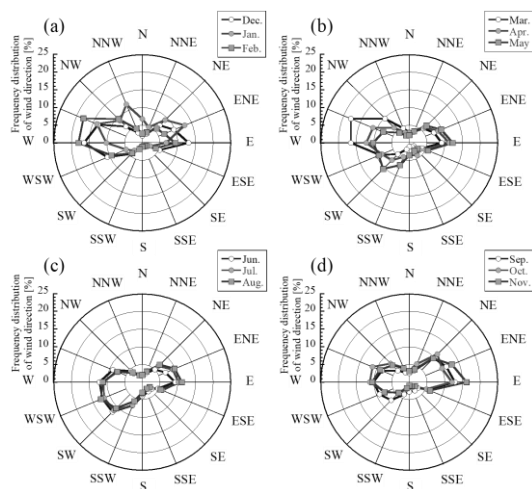 (a)
N
NNW
NNE
NW
NE
ENE
E
ESE
SE
SSE
S
SSW
SW
WSW
W
Frequency distribution
of wind direction [%]
25
20
15
10
5
0
Dec.
Jan.
Feb.
(b)
N
NNW
NNE
NW
NE
ENE
E
ESE
SE
SSE
S
SSW
SW
WSW
W
Frequency distribution
of wind direction [%]
25
20
15
10
5
0
Mar.
Apr.
May
(c)
N
NNW
NNE
NW
NE
ENE
E
ESE
SE
SSE
S
SSW
SW
WSW
W
Frequency distribution
of wind direction [%]
25
20
15
10
5
0
Jun.
Jul.
Aug.
(d)
N
NNW
NNE
NW
NE
ENE
E
ESE
SE
SSE
S
SSW
SW
WSW
W
Frequency distribution
of wind direction [%]
25
20
15
10
5
0
Sep.
Oct.
Nov.